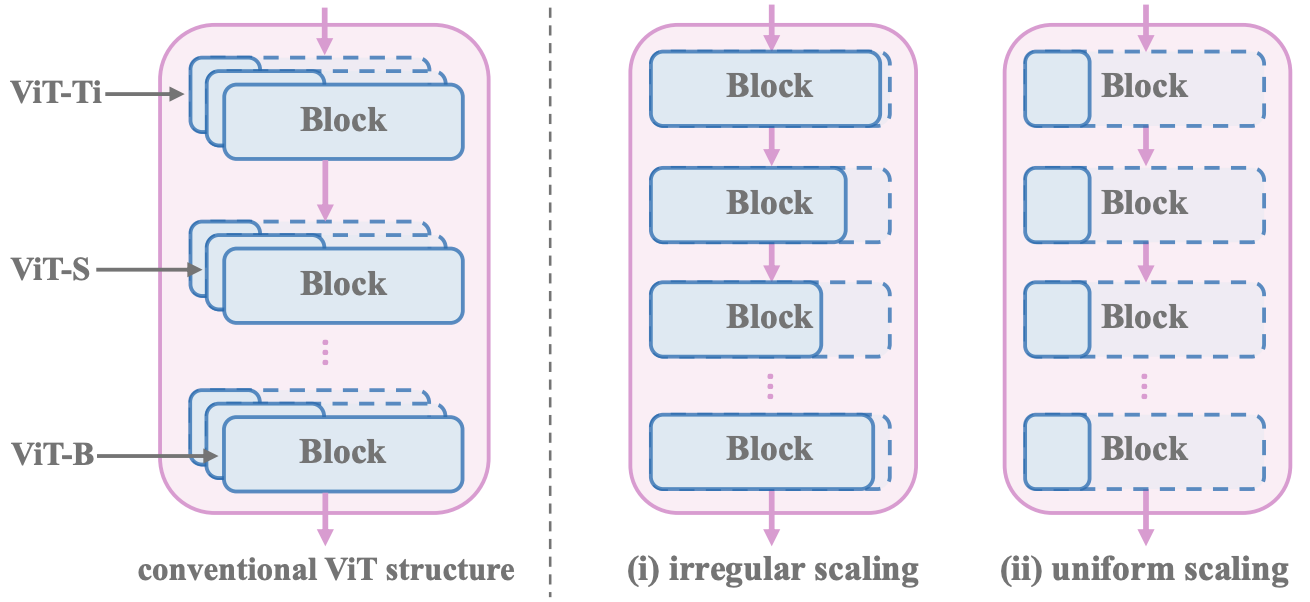 ViT-Ti
Block
ViT-S
Block
ViT-B
Block
conventional ViT structure
Block
Block
Block
Block
(i) irregular scaling
Block
Block
Block
Block
(ii) uniform scaling